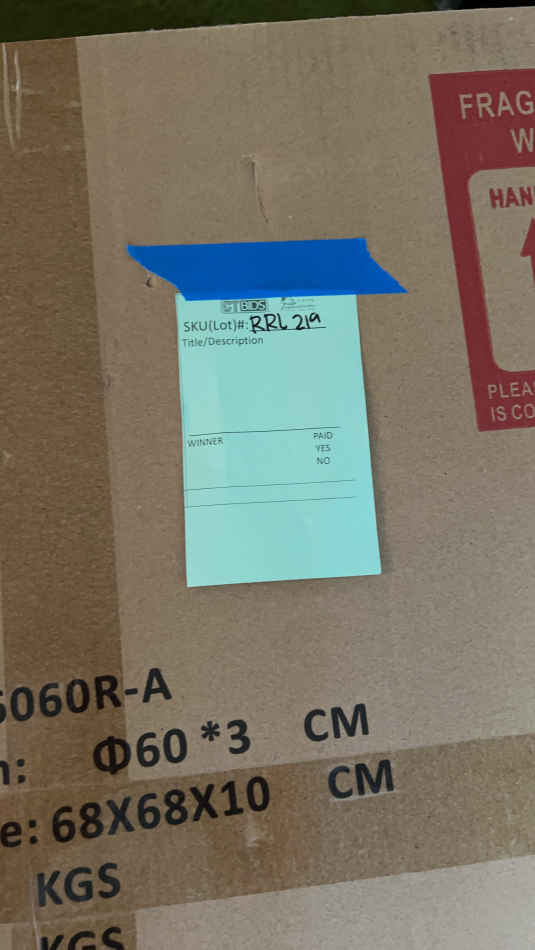 FRAG
W
HAN
BIDS
SKU(Lot)#: RRL 219
Title/Description
WINNER PAID
YES
NO
PLEA
IS CO
6060R-A
Φ60 *3 CM
e: 68X68X10 CM
KGS
KGS